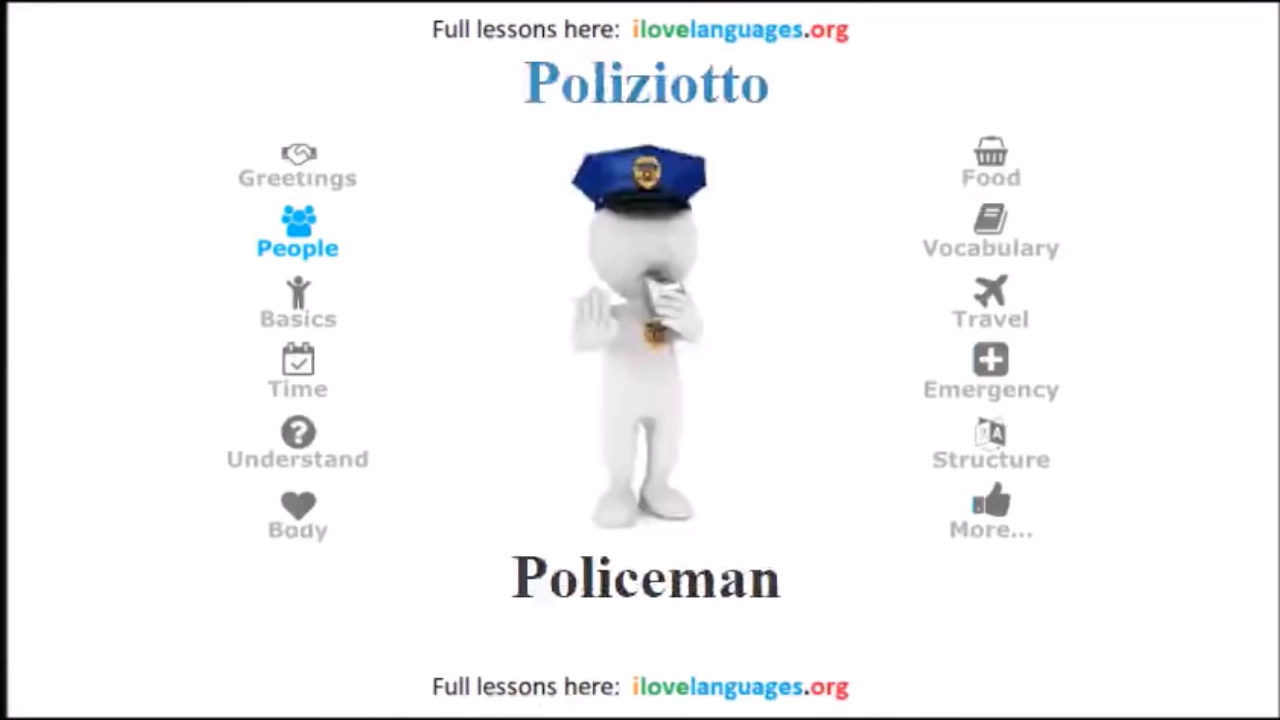 Full lessons here: ilovelanguages.org
Poliziotto
Greetings
People
Basics
Time
Understand
Body
Food
Vocabulary
Travel
Emergency
Structure
More...
Policeman
Full lessons here: ilovelanguages.org